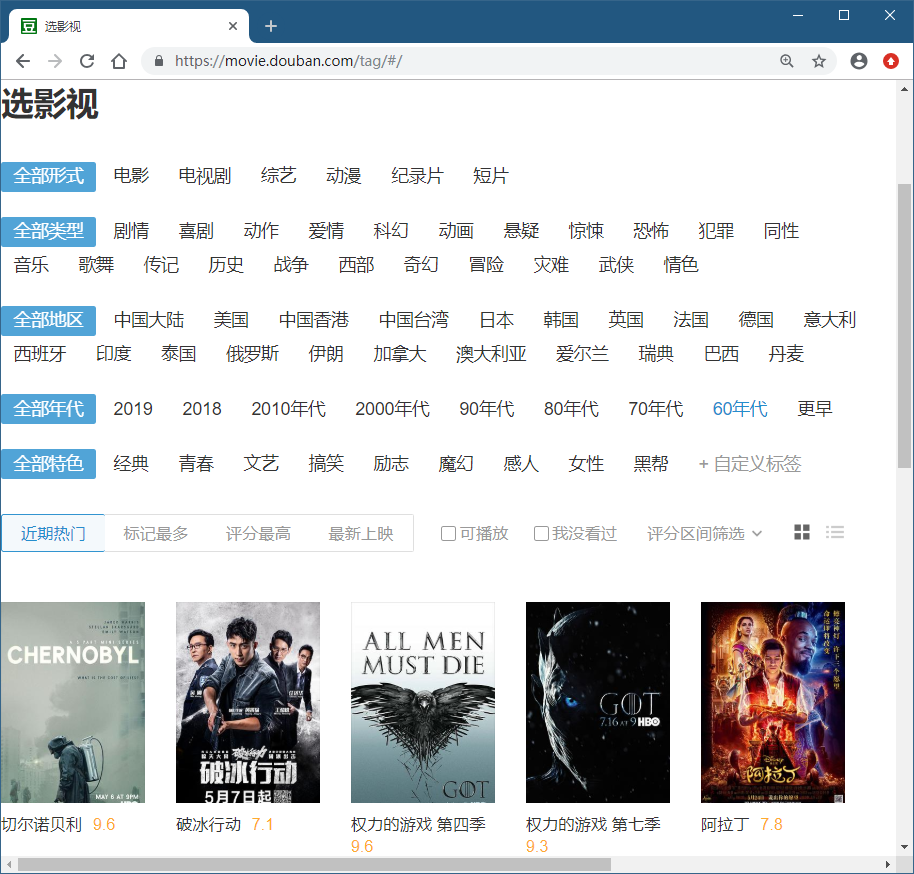 选影视
https://movie.douban.com/tag/#/
选影视
全部形式 电影 电视剧 综艺 动漫 纪录片 短片
全部类型 剧情 喜剧 动作 爱情 科幻 动画 悬疑 惊悚 恐怖 犯罪 同性
音乐 歌舞 传记 历史 战争 西部 奇幻 冒险 灾难 武侠 情色
全部地区 中国大陆 美国 中国香港 中国台湾 日本 韩国 英国 法国 德国 意大利
西班牙 印度 泰国 俄罗斯 伊朗 加拿大 澳大利亚 爱尔兰 瑞典 巴西 丹麦
全部年代 2019 2018 2010年代 2000年代 90年代 80年代 70年代 60年代 更早
全部特色 经典 青春 文艺 搞笑 励志 魔幻 感人 女性 黑帮 + 自定义标签
近期热门 标记最多 评分最高 最新上映 可播放 我没看过 评分区间筛选
CHERNOBYL
MAY 6 AT 9PM
破冰行动
5月7日起
ALL MEN
MUST DIE
GOT
GOT
7.16 AT 9 HBO
Disney
阿拉丁
切尔诺贝利 9.6
破冰行动 7.1
权力的游戏 第四季
9.6
权力的游戏 第七季
9.3
阿拉丁 7.8